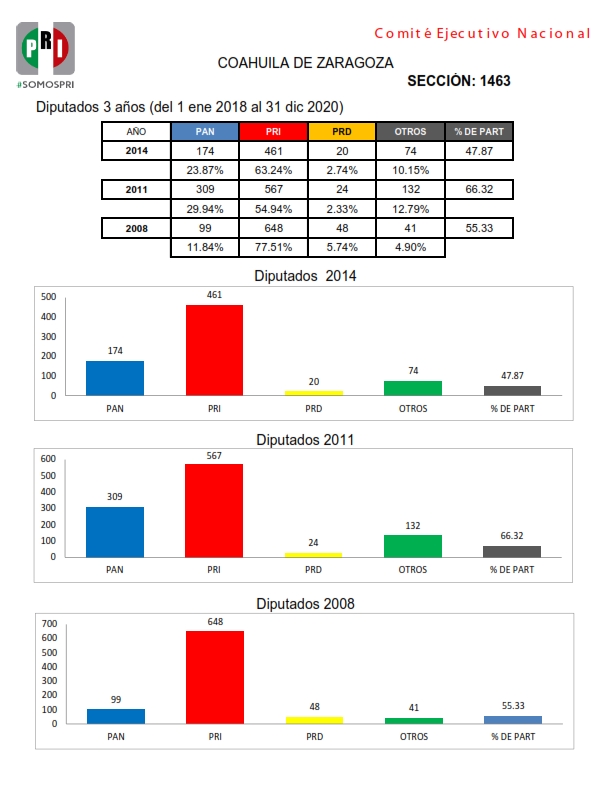 PRI
#SOMOSPRI
Comité Ejecutivo Nacional
COAHUILA DE ZARAGOZA
SECCIÓN: 1463
Diputados 3 años (del 1 ene 2018 al 31 dic 2020)
AÑO PAN PRI PRD OTROS % DE PART
2014 174 461 20 74 47.87
23.87% 63.24% 2.74% 10.15%
2011 309 567 24 132 66.32
29.94% 54.94% 2.33% 12.79%
2008 99 648 48 41 55.33
11.84% 77.51% 5.74% 4.90%
Diputados 2014
500
400
300
200
100
0
174 461 20 74 47.87
PAN PRI PRD OTROS % DE PART
Diputados 2011
600
500
400
300
200
100
0
309 567 24 132 66.32
PAN PRI PRD OTROS % DE PART
Diputados 2008
700
600
500
400
300
200
100
0
99 648 48 41 55.33
PAN PRI PRD OTROS % DE PART